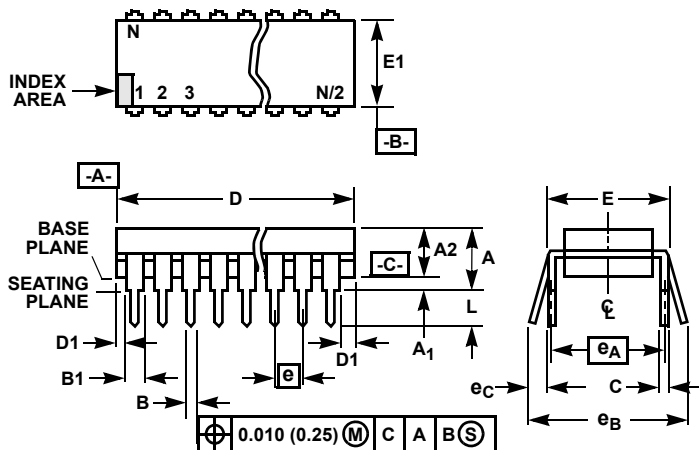 N
E1
INDEX
AREA
1 2 3 N/2
-B-
-A-
D
E
BASE
PLANE
A2
A
-C-
SEATING
PLANE
L
℄
D1
A1
D1
eA
B1
e
eC
C
B
eB
0.010 (0.25) Ⓜ C A B Ⓢ